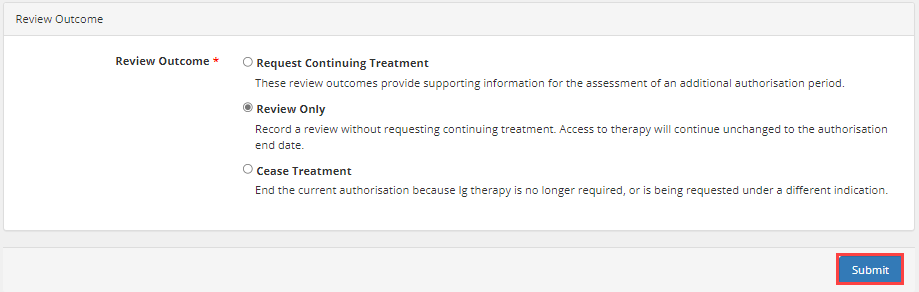 Review Outcome
Review Outcome *
Request Continuing Treatment
These review outcomes provide supporting information for the assessment of an additional authorisation period.
Review Only
Record a review without requesting continuing treatment. Access to therapy will continue unchanged to the authorisation
end date.
Cease Treatment
End the current authorisation because Ig therapy is no longer required, or is being requested under a different indication.
Submit